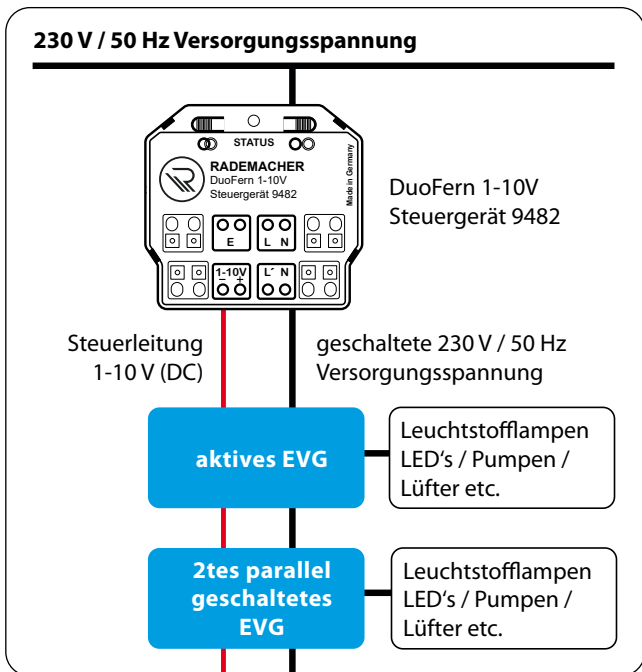 230 V / 50 Hz Versorgungsspannung
STATUS
RADEMACHER
DuoFern 1-10V
Steuergerät 9482
Made in Germany
E
L N
1-10V
- +
L´ N
DuoFern 1-10V
Steuergerät 9482
Steuerleitung
1-10 V (DC)
geschaltete 230 V / 50 Hz
Versorgungsspannung
aktives EVG
Leuchtstofflampen
LED‘s / Pumpen /
Lüfter etc.
2tes parallel
geschaltetes
EVG
Leuchtstofflampen
LED‘s / Pumpen /
Lüfter etc.